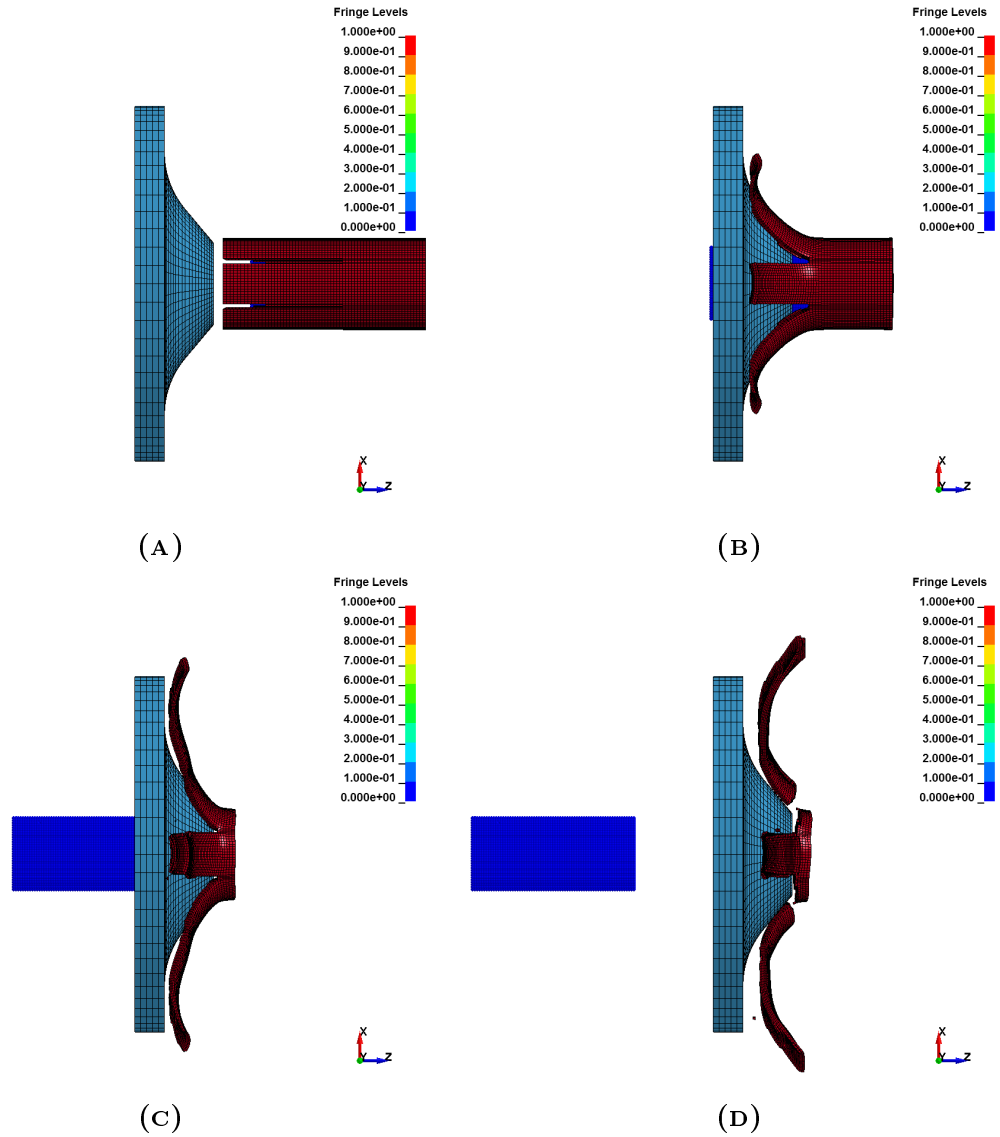 Fringe Levels
1.000e+00
9.000e-01
8.000e-01
7.000e-01
6.000e-01
5.000e-01
4.000e-01
3.000e-01
2.000e-01
1.000e-01
0.000e+00
X
Y Z
(A)
Fringe Levels
1.000e+00
9.000e-01
8.000e-01
7.000e-01
6.000e-01
5.000e-01
4.000e-01
3.000e-01
2.000e-01
1.000e-01
0.000e+00
X
Y Z
(B)
Fringe Levels
1.000e+00
9.000e-01
8.000e-01
7.000e-01
6.000e-01
5.000e-01
4.000e-01
3.000e-01
2.000e-01
1.000e-01
0.000e+00
X
Y Z
(C)
Fringe Levels
1.000e+00
9.000e-01
8.000e-01
7.000e-01
6.000e-01
5.000e-01
4.000e-01
3.000e-01
2.000e-01
1.000e-01
0.000e+00
X
Y Z
(D)